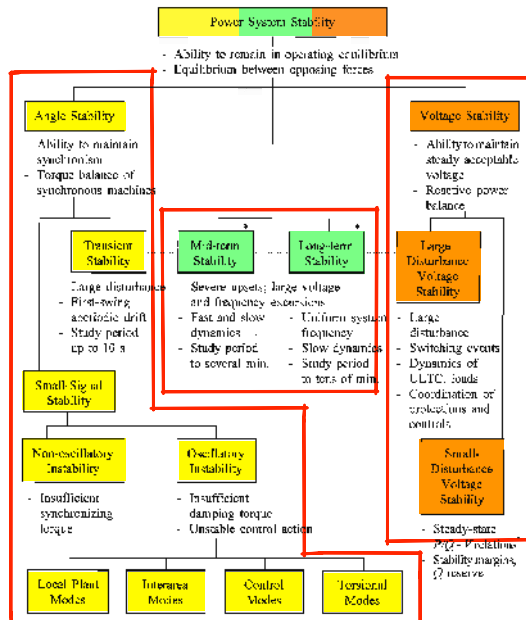 Power System Stability
- Ability to remain in operating equilibrium
- Equilibrium between opposing forces
Angle Stability
Ability to maintain
synchronism
- Torque balance of
synchronous machines
Voltage Stability
- Ability to maintain
steady acceptable
voltage
- Reactive power
balance
Transient
Stability
Large disturbance
- First-swing
aperiodic drift
- Study period
up to 10 s
Mid-term
Stability
Long-term
Stability
Severe upsets; large voltage
and frequency excursions
- Fast and slow
dynamics
- Study period
to several min.
- Uniform system
frequency
- Slow dynamics
- Study period
to tens of min.
Large
Disturbance
Voltage
Stability
- Large
disturbance
- Switching events
- Dynamics of
ULTC, loads
- Coordination of
protections and
controls
Small-Signal
Stability
Non-oscillatory
Instability
- Insufficient
synchronizing
torque
Oscillatory
Instability
- Insufficient
damping torque
- Unstable control action
Small-
Disturbance
Voltage
Stability
- Steady-state
P/Q - V relations
- Stability margins,
Q reserve
Local Plant
Modes
Interarea
Modes
Control
Modes
Torsional
Modes